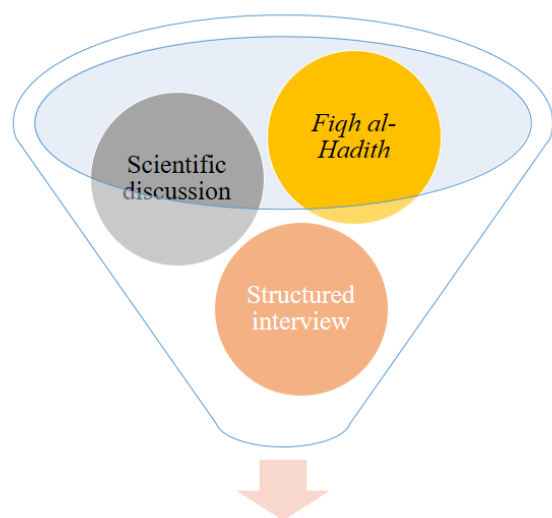 Fiqh al-
Hadith
Scientific
discussion
Structured
interview